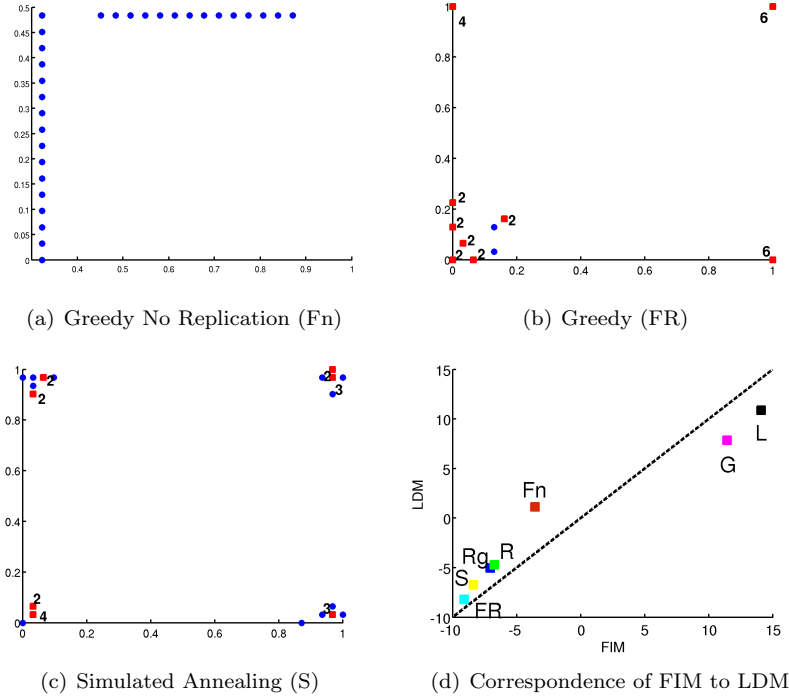 0.5
0.45
0.4
0.35
0.3
0.25
0.2
0.15
0.1
0.05
0
0.4 0.5 0.6 0.7 0.8 0.9 1
(a) Greedy No Replication (Fn)
1
0.8
0.6
0.4
0.2
0
4
6
2
2
2
2
2
2
6
0 0.2 0.4 0.6 0.8 1
(b) Greedy (FR)
1
0.8
0.6
0.4
0.2
0
2
2
2
3
2
4
3
0 0.2 0.4 0.6 0.8 1
(c) Simulated Annealing (S)
15
10
5
0
-5
-10
LDM
L
G
Fn
Rg
R
S
FR
-10 -5 0 5 10 15
FIM
(d) Correspondence of FIM to LDM